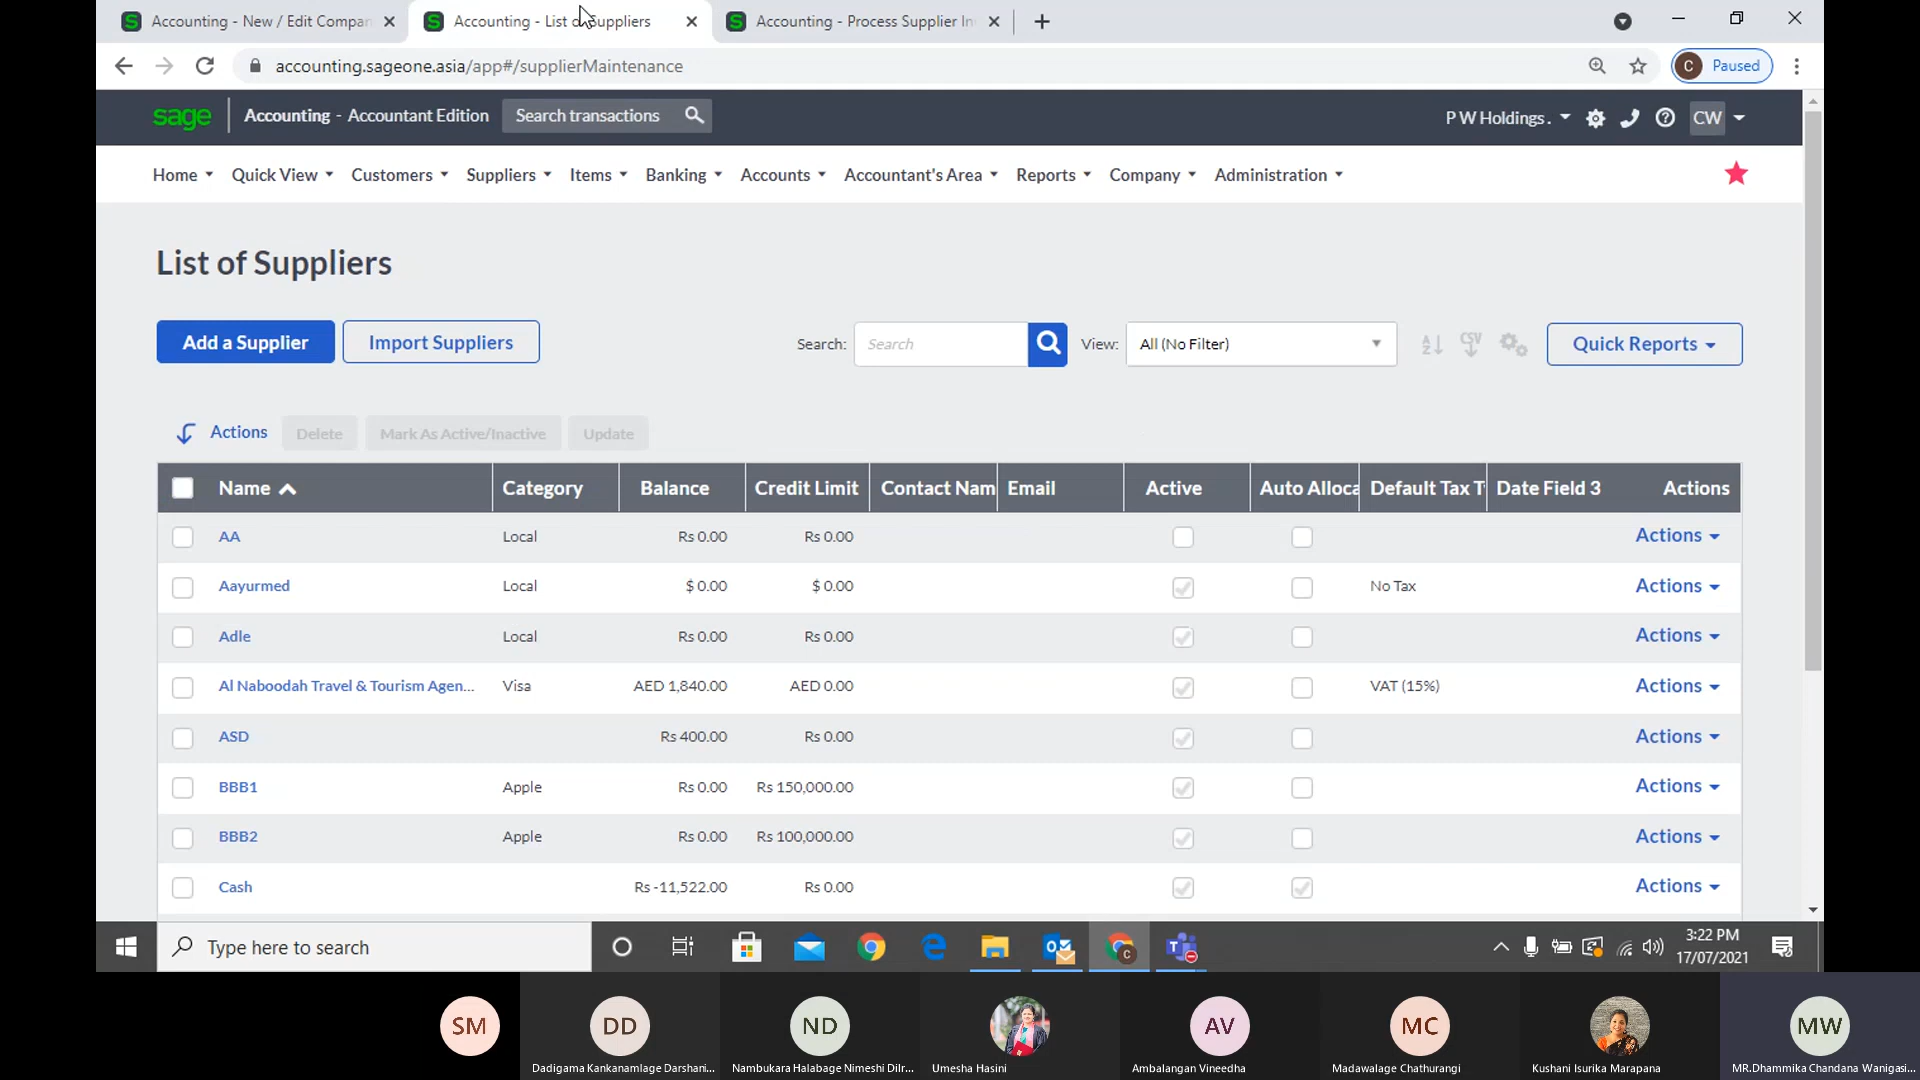 Accounting - New / Edit Compan
Accounting - List of Suppliers
Accounting - Process Supplier In
accounting.sageone.asia/app#/supplierMaintenance
C Paused
sage Accounting - Accountant Edition
Search transactions
P W Holdings .
CW
Home Quick View Customers Suppliers Items Banking Accounts Accountant's Area Reports Company Administration
List of Suppliers
Add a Supplier Import Suppliers Search: Search View: All (No Filter) Quick Reports
Actions Delete Mark As Active/Inactive Update
Name Category Balance Credit Limit Contact Nam Email Active Auto Alloca Default Tax T Date Field 3 Actions
AA Local Rs 0.00 Rs 0.00 Actions
Aayurmed Local $ 0.00 $ 0.00 No Tax Actions
Adle Local Rs 0.00 Rs 0.00 Actions
Al Naboodah Travel & Tourism Agen... Visa AED 1,840.00 AED 0.00 VAT (15%) Actions
ASD Rs 400.00 Rs 0.00 Actions
BBB1 Apple Rs 0.00 Rs 150,000.00 Actions
BBB2 Apple Rs 0.00 Rs 100,000.00 Actions
Cash Rs -11,522.00 Rs 0.00 Actions
Type here to search
3:22 PM
17/07/2021
SM DD ND AV MC MW
Dadigama Kankanamlage Darshani... Nambukara Halabage Nimeshi Dilr... Umesha Hasini Ambalangan Vineedha Madawalage Chathurangi Kushani Isurika Marapana MR.Dhammika Chandana Wanigasi...